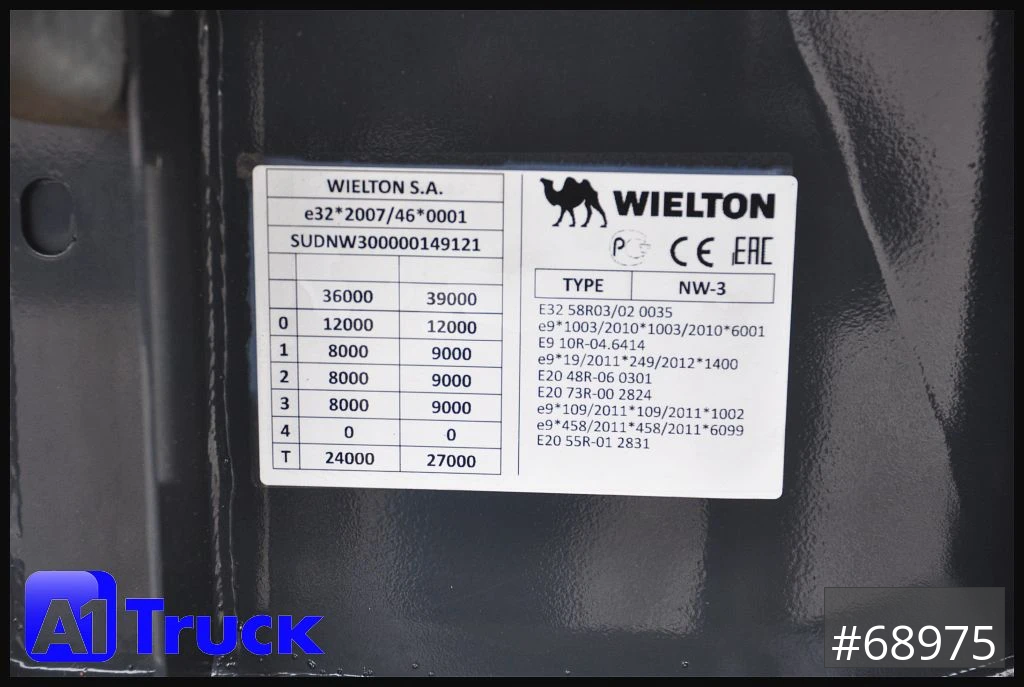 WIELTON S.A.
e32*2007/46*0001
SUDNW300000149121
36000 39000
0 12000 12000
1 8000 9000
2 8000 9000
3 8000 9000
4 0 0
T 24000 27000
WIELTON
CE EAC
TYPE NW-3
E32 58R03/02 0035
e9*1003/2010*1003/2010*6001
E9 10R-04.6414
e9*19/2011*249/2012*1400
E20 48R-06 0301
E20 73R-00 2824
e9*109/2011*109/2011*1002
e9*458/2011*458/2011*6099
E20 55R-01 2831
A1 Truck
#68975